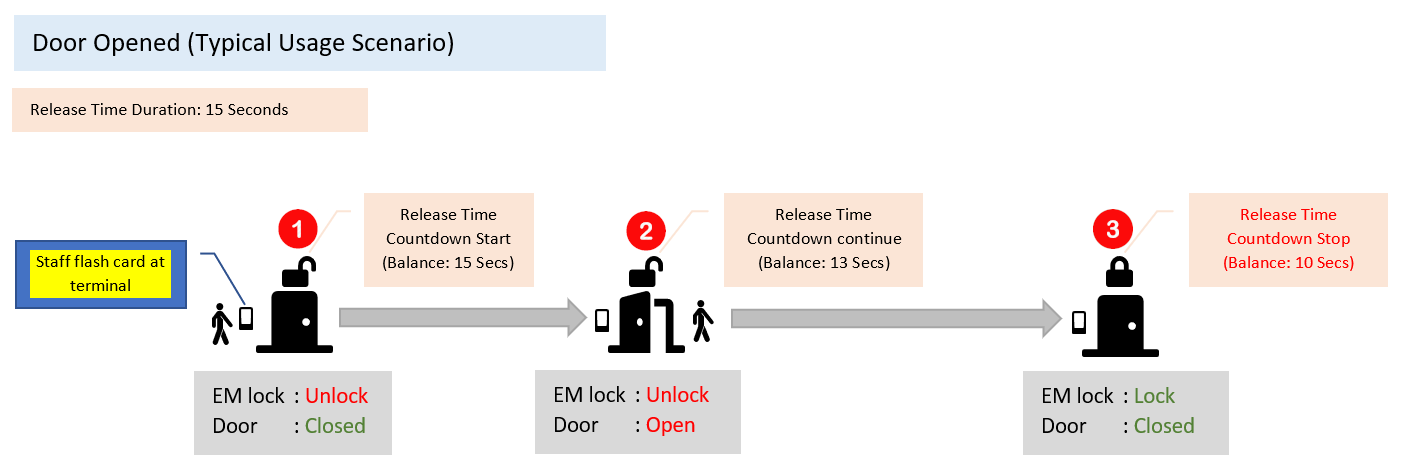 Door Opened (Typical Usage Scenario)
Release Time Duration: 15 Seconds
Staff flash card at
terminal
1
Release Time
Countdown Start
(Balance: 15 Secs)
EM lock : Unlock
Door : Closed
2
Release Time
Countdown continue
(Balance: 13 Secs)
EM lock : Unlock
Door : Open
3
Release Time
Countdown Stop
(Balance: 10 Secs)
EM lock : Lock
Door : Closed